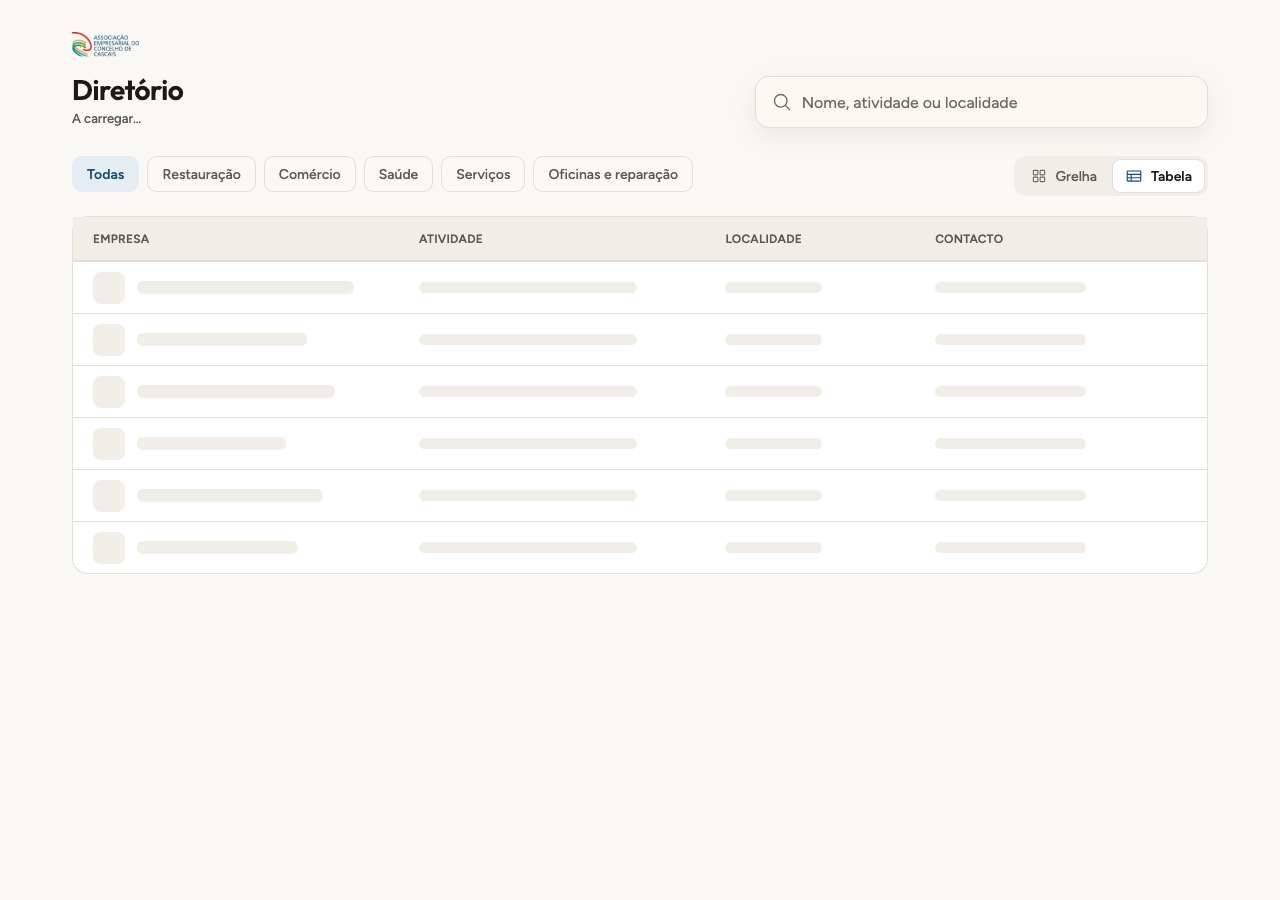 ASSOCIAÇÃO
EMPRESARIAL DO
CONCELHO DE
CASCAIS
Diretório
A carregar...
Nome, atividade ou localidade
Todas
Restauração
Comércio
Saúde
Serviços
Oficinas e reparação
Grelha
Tabela
EMPRESA
ATIVIDADE
LOCALIDADE
CONTACTO